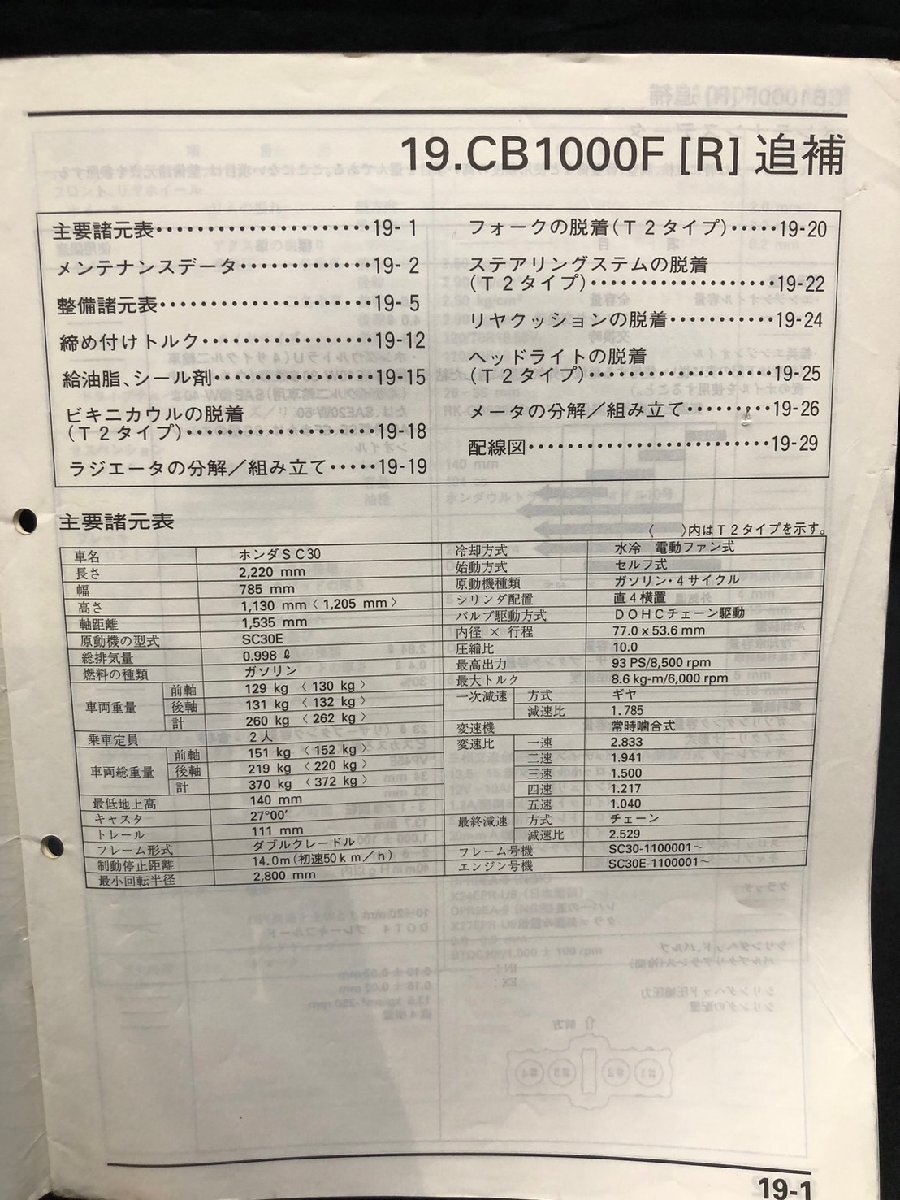 19.CB1000F [R] 追補
主要諸元表・・・・・・・・・・・・・・・・・・・・・19- 1
メンテナンスデータ・・・・・・・・・・・・・19- 2
整備諸元表・・・・・・・・・・・・・・・・・・・・・19- 5
締め付けトルク・・・・・・・・・・・・・・・・・19-12
給油脂、シール剤・・・・・・・・・・・・・・・19-15
ビキニカウルの脱着
(T2タイプ)・・・・・・・・・・・・・・・・・・・19-18
ラジエータの分解/組み立て・・・・・19-19
フォークの脱着(T2タイプ)・・・・・19-20
ステアリングステムの脱着
(T2タイプ)・・・・・・・・・・・・・・・・・・・19-22
リヤクッションの脱着・・・・・・・・・・・19-24
ヘッドライトの脱着
(T2タイプ)・・・・・・・・・・・・・・・・・・・19-25
メータの分解/組み立て・・・・・・・・・19-26
配線図・・・・・・・・・・・・・・・・・・・・・・・・・19-29
主要諸元表
〈 〉内はT2タイプを示す。
車名 ホンダSC30
長さ 2,220 mm
幅 785 mm
高さ 1,130 mm〈1,205 mm〉
軸距離 1,535 mm
原動機の型式 SC30E
総排気量 0.998 ℓ
燃料の種類 ガソリン
車両重量 前軸 129 kg〈130 kg〉
後軸 131 kg〈132 kg〉
計 260 kg〈262 kg〉
乗車定員 2人
車両総重量 前軸 151 kg〈152 kg〉
後軸 219 kg〈220 kg〉
計 370 kg〈372 kg〉
最低地上高 140 mm
キャスタ 27°00′
トレール 111 mm
フレーム形式 ダブルクレードル
制動停止距離 14.0m(初速50km/h)
最小回転半径 2,800 mm
冷却方式 水冷 電動ファン式
始動方式 セルフ式
原動機種類 ガソリン・4サイクル
シリンダ配置 直4横置
バルブ駆動方式 DOHCチェーン駆動
内径 × 行程 77.0×53.6 mm
圧縮比 10.0
最高出力 93 PS/8,500 rpm
最大トルク 8.6 kg-m/6,000 rpm
一次減速 方式 ギヤ
減速比 1.785
変速機 常時噛合式
変速比 一速 2.833
二速 1.941
三速 1.500
四速 1.217
五速 1.040
最終減速 方式 チェーン
減速比 2.529
フレーム号機 SC30-1100001~
エンジン号機 SC30E-1100001~
19-1